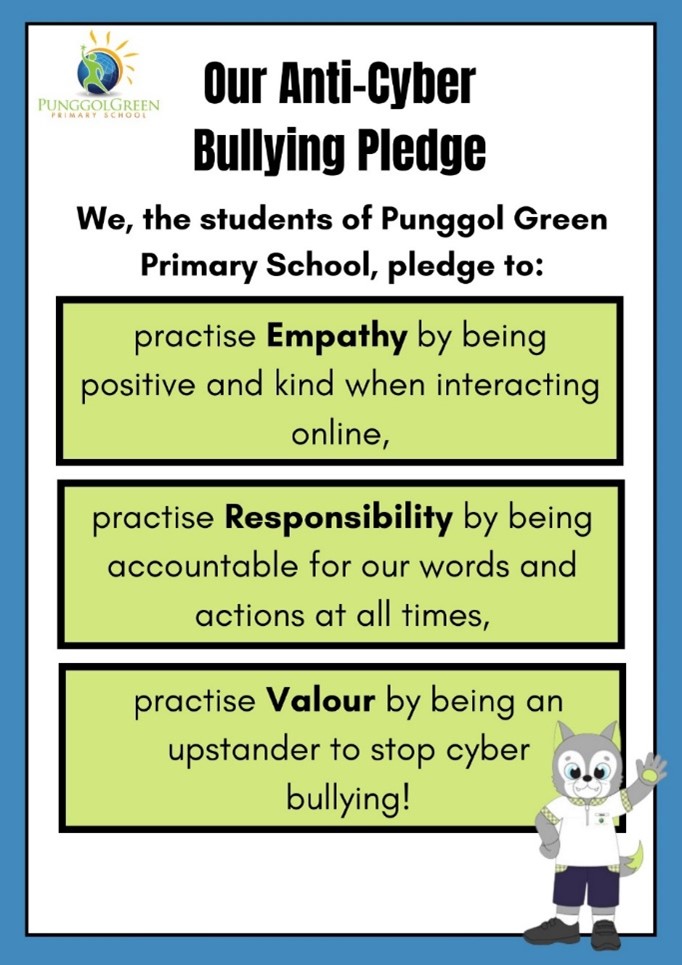 PUNGGOLGREEN
PRIMARY SCHOOL
Our Anti-Cyber
Bullying Pledge
We, the students of Punggol Green
Primary School, pledge to:
practise Empathy by being
positive and kind when interacting
online,
practise Responsibility by being
accountable for our words and
actions at all times,
practise Valour by being an
upstander to stop cyber
bullying!